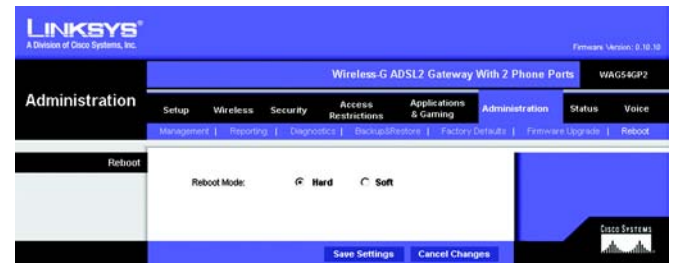 LINKSYS®
A Division of Cisco Systems, Inc.
Firmware Version: 0.10.10
Wireless-G ADSL2 Gateway With 2 Phone Ports WAG54GP2
Administration
Setup Wireless Security Access Restrictions Applications & Gaming Administration Status Voice
Management | Reporting | Diagnostics | Backup&Restore | Factory Defaults | Firmware Upgrade | Reboot
Reboot
Reboot Mode: Hard Soft
CISCO SYSTEMS
Save Settings Cancel Changes